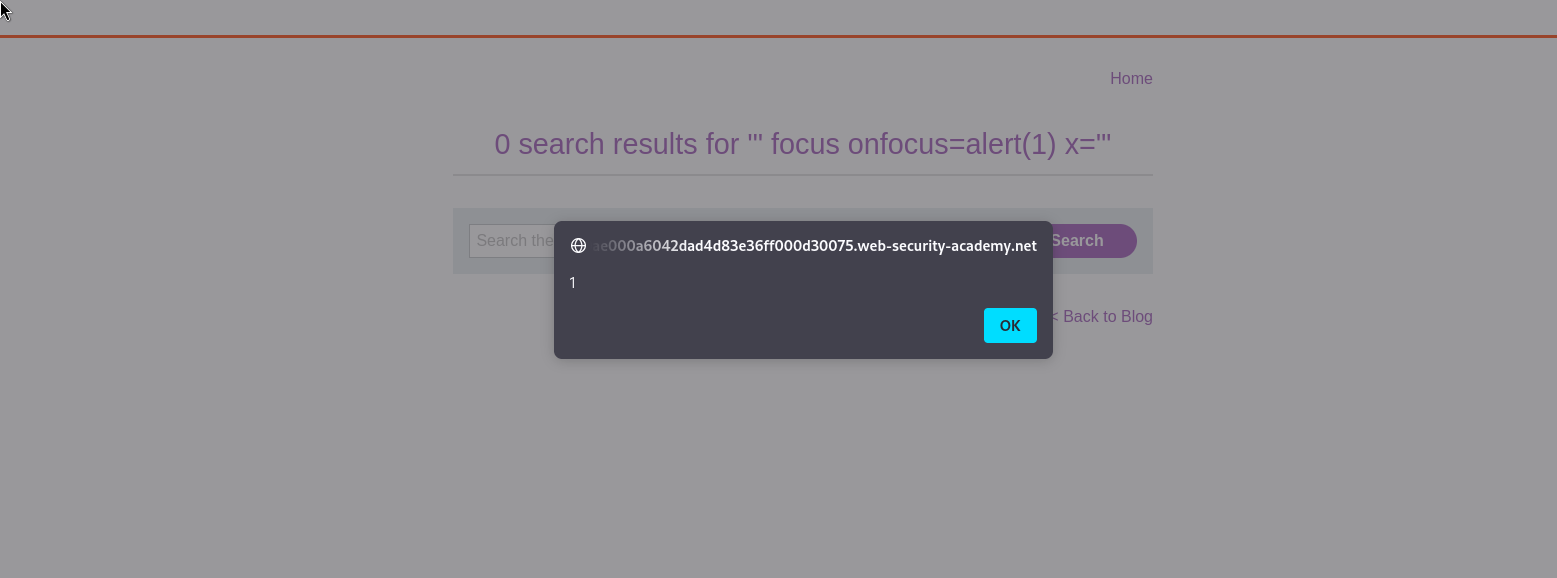 Home
0 search results for '" focus onfocus=alert(1) x="'
Search the
Search
ae000a6042dad4d83e36ff000d30075.web-security-academy.net
1
OK
< Back to Blog